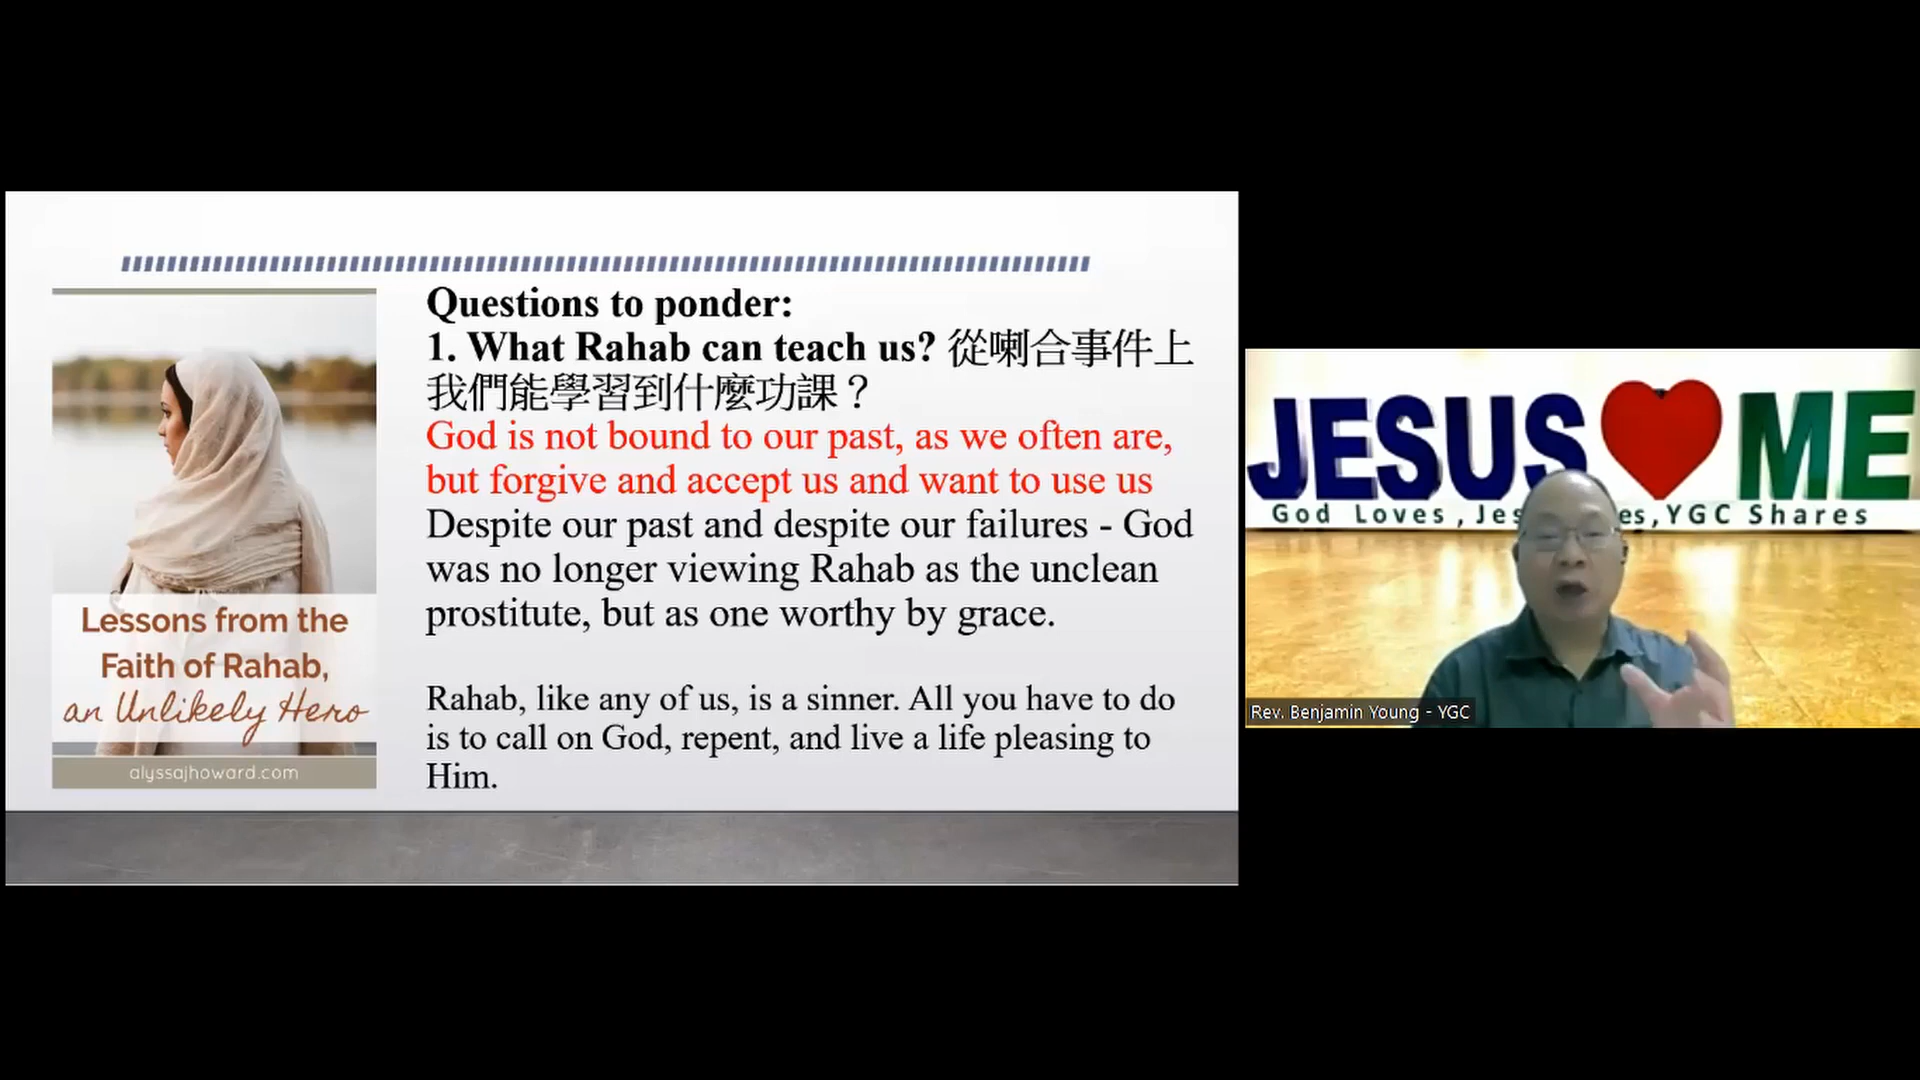 Questions to ponder:
1. What Rahab can teach us? 從喇合事件上
我們能學習到什麼功課？
God is not bound to our past, as we often are,
but forgive and accept us and want to use us
Despite our past and despite our failures - God
was no longer viewing Rahab as the unclean
prostitute, but as one worthy by grace.
Rahab, like any of us, is a sinner. All you have to do
is to call on God, repent, and live a life pleasing to
Him.
Lessons from the
Faith of Rahab,
an Unlikely Hero
alyssajhoward.com
JESUS ME
God Loves, Jes es,YGC Shares
Rev. Benjamin Young - YGC